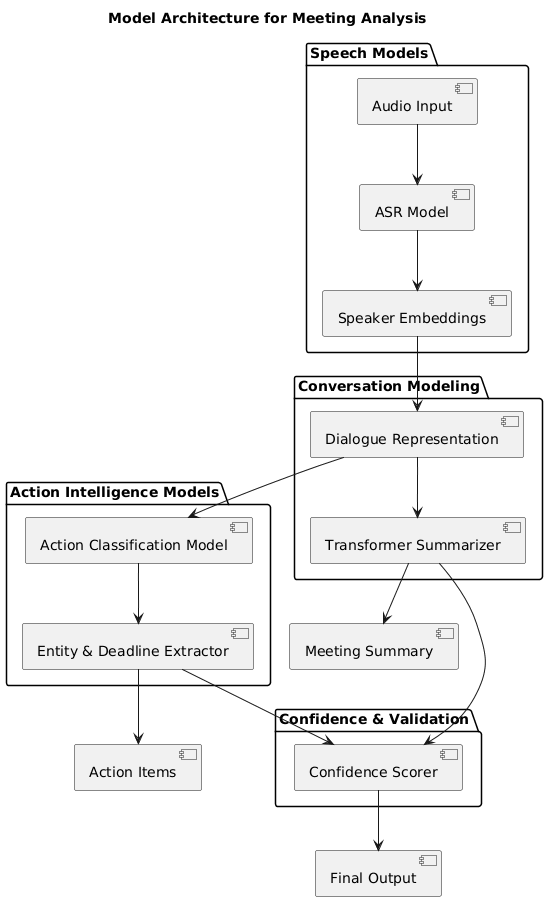 Model Architecture for Meeting Analysis
Speech Models
Audio Input
ASR Model
Speaker Embeddings
Conversation Modeling
Dialogue Representation
Action Intelligence Models
Action Classification Model
Transformer Summarizer
Entity & Deadline Extractor
Meeting Summary
Confidence & Validation
Action Items
Confidence Scorer
Final Output